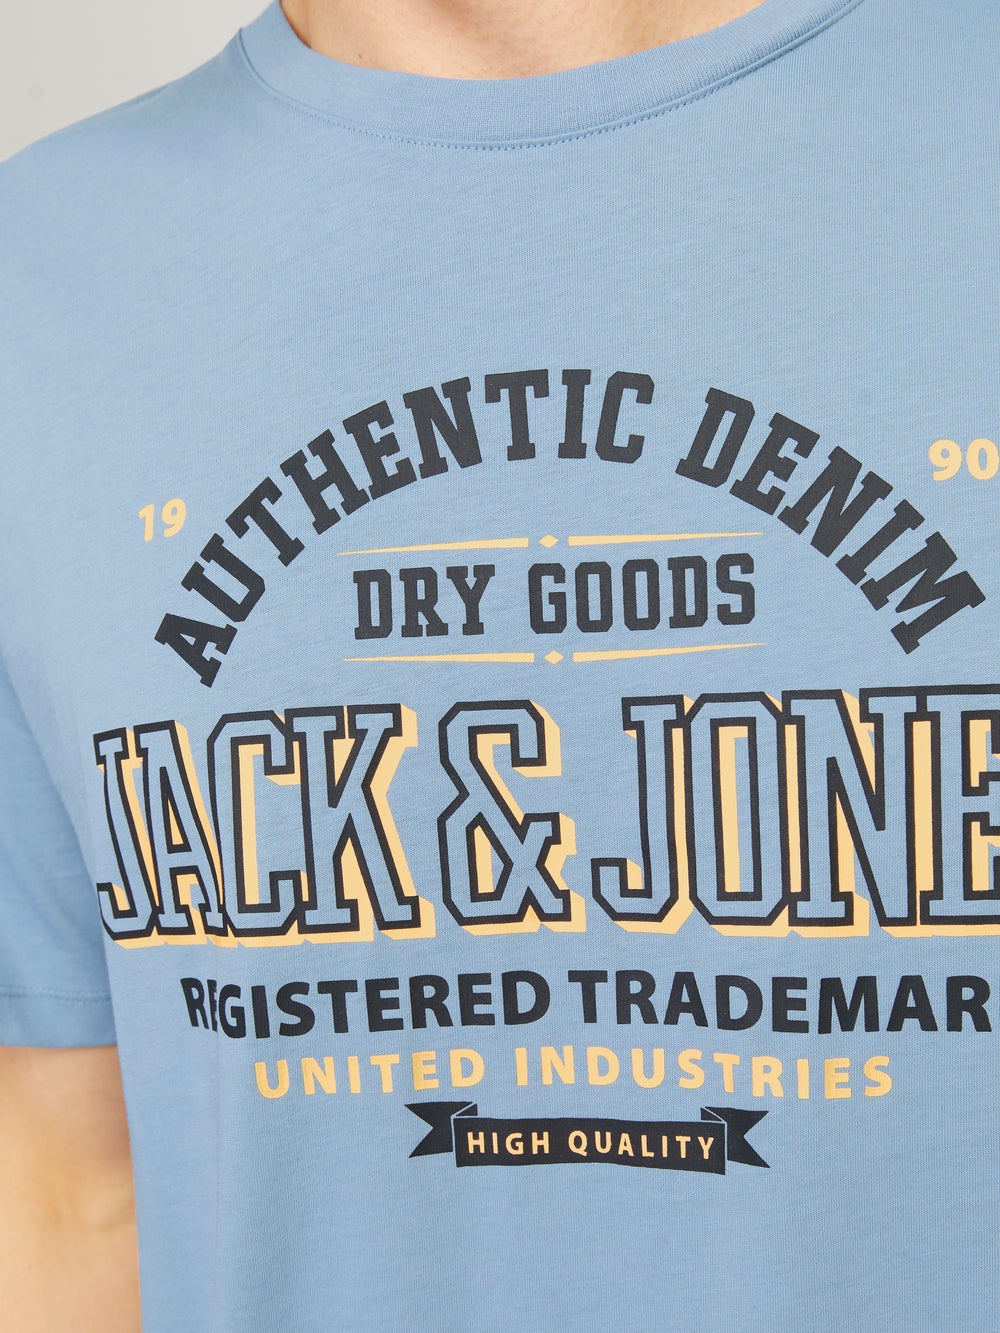 AUTHENTIC DENIM
19 90
DRY GOODS
JACK & JONE
REGISTERED TRADEMAR
UNITED INDUSTRIES
HIGH QUALITY